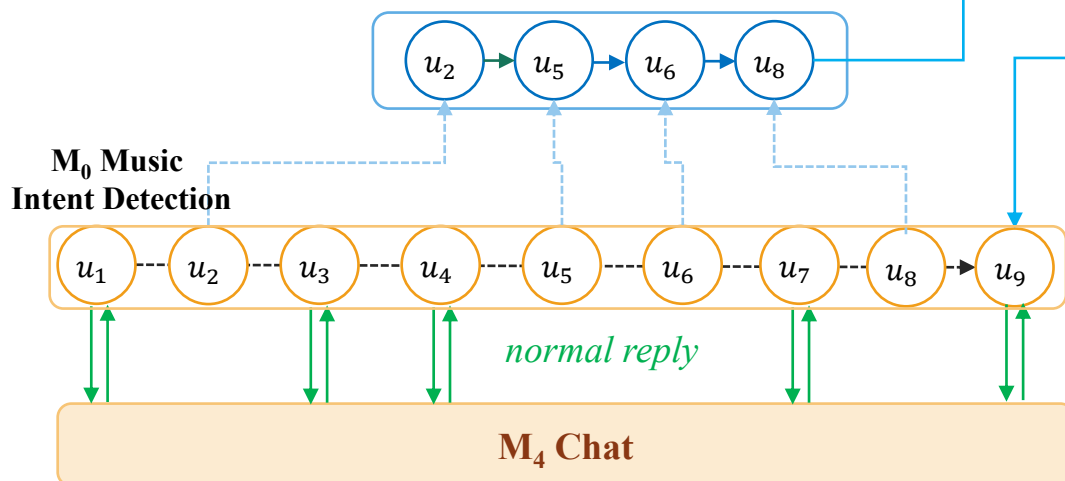 u₂ u₅ u₆ u₈
M₀ Music
Intent Detection
u₁ u₂ u₃ u₄ u₅ u₆ u₇ u₈ u₉
normal reply
M₄ Chat